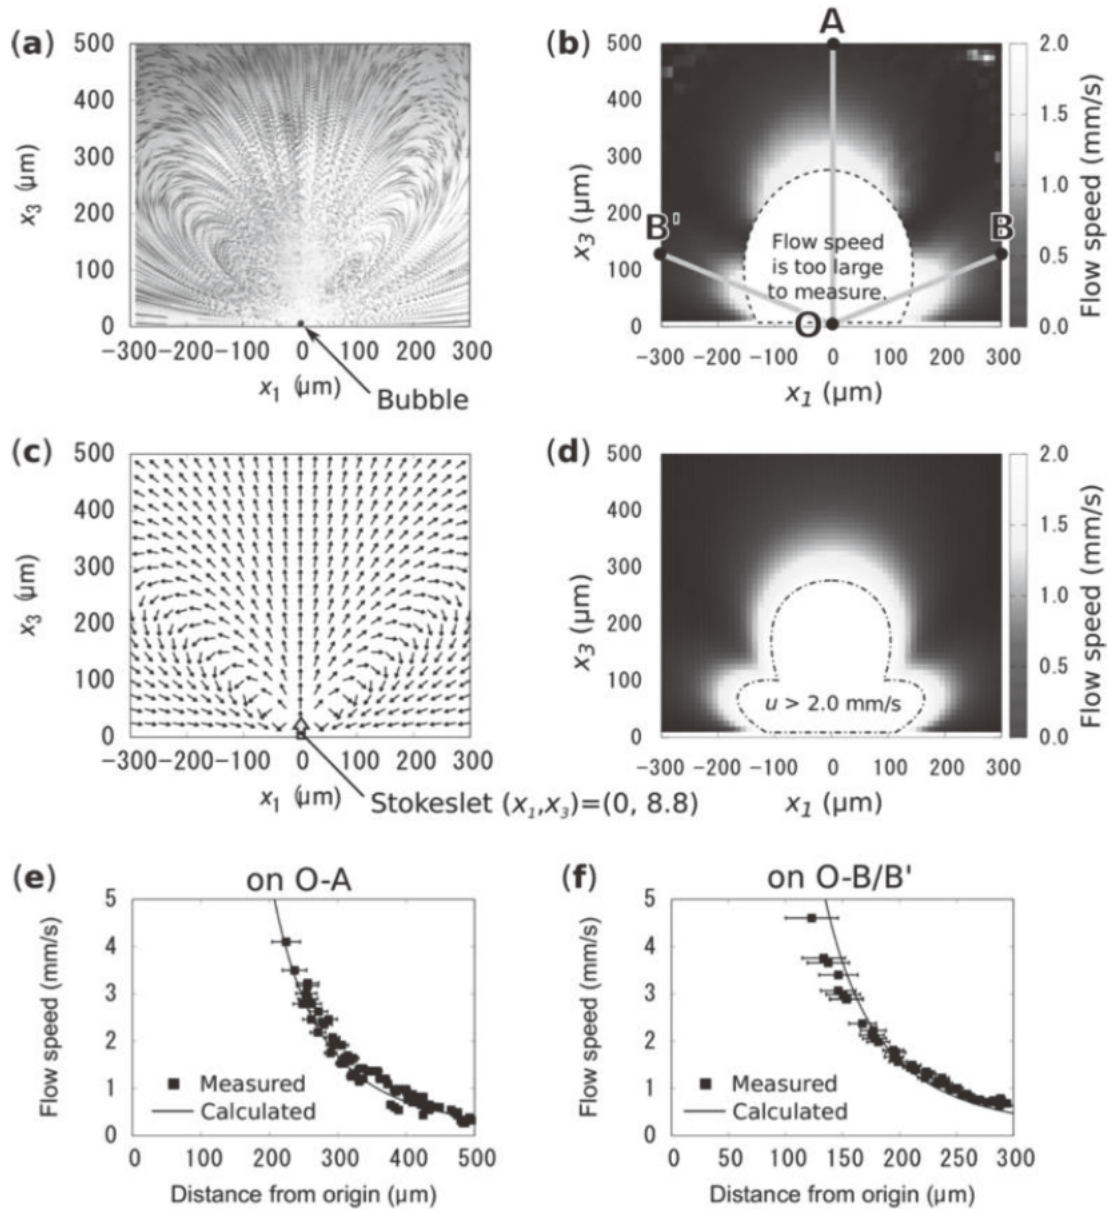 (a)
500
400
300
200
100
0
x3 (µm)
−300 −200 −100 0 100 200 300
x1 (µm)
Bubble
(b)
A
500
400
300
200
100
0
x3 (µm)
B'
B
O
Flow speed
is too large
to measure.
−300 −200 −100 0 100 200 300
x1 (µm)
2.0
1.5
1.0
0.5
0.0
Flow speed (mm/s)
(c)
500
400
300
200
100
0
x3 (µm)
−300 −200 −100 0 100 200 300
x1 (µm)
Stokeslet (x1,x3)=(0, 8.8)
(d)
500
400
300
200
100
0
x3 (µm)
u > 2.0 mm/s
−300 −200 −100 0 100 200 300
x1 (µm)
2.0
1.5
1.0
0.5
0.0
Flow speed (mm/s)
(e)
on O-A
5
4
3
2
1
0
Flow speed (mm/s)
Measured
Calculated
0 100 200 300 400 500
Distance from origin (µm)
(f)
on O-B/B'
5
4
3
2
1
0
Flow speed (mm/s)
Measured
Calculated
0 50 100 150 200 250 300
Distance from origin (µm)